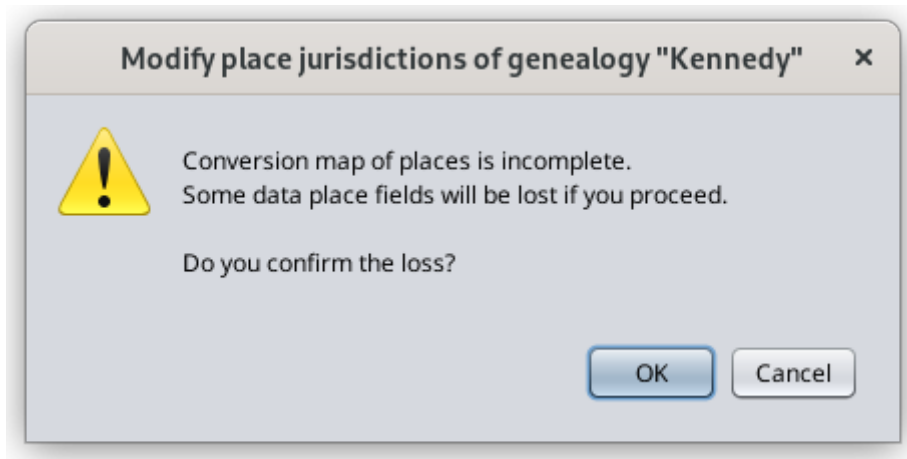 Modify place jurisdictions of genealogy "Kennedy"
Conversion map of places is incomplete.
Some data place fields will be lost if you proceed.
Do you confirm the loss?
OK
Cancel